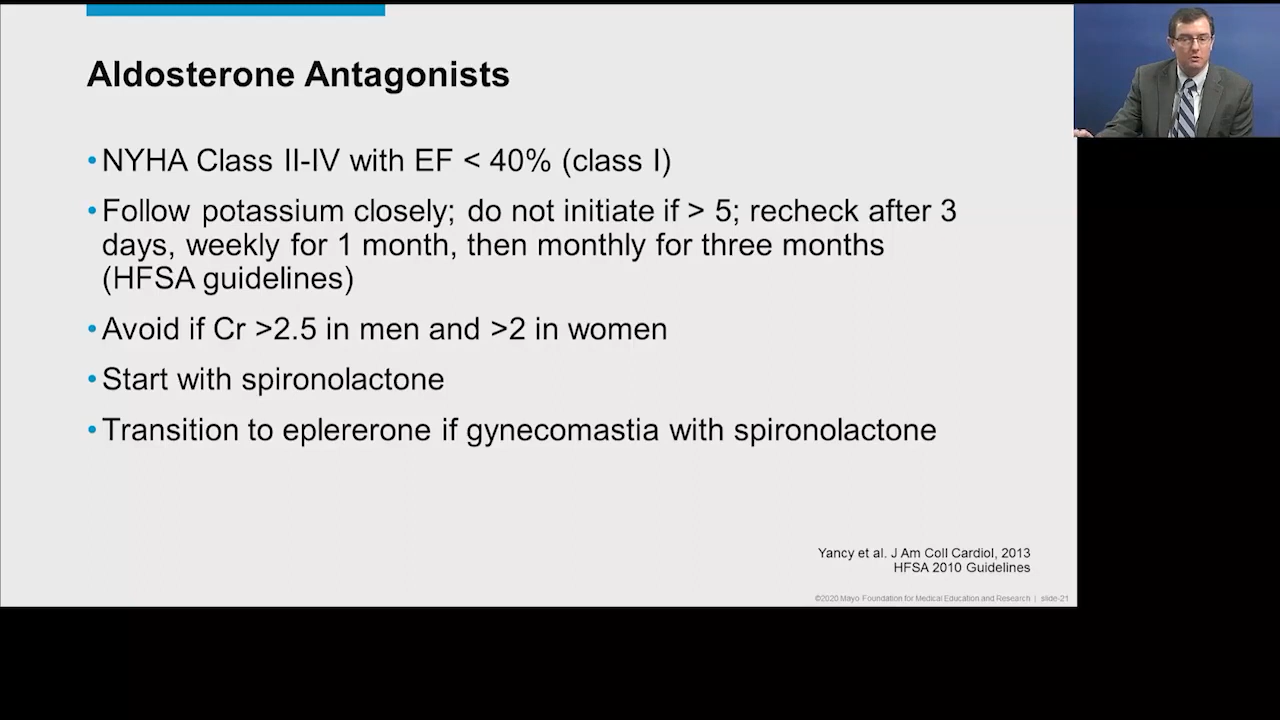 Aldosterone Antagonists
•NYHA Class II-IV with EF < 40% (class I)
•Follow potassium closely; do not initiate if > 5; recheck after 3
days, weekly for 1 month, then monthly for three months
(HFSA guidelines)
•Avoid if Cr >2.5 in men and >2 in women
•Start with spironolactone
•Transition to eplererone if gynecomastia with spironolactone
Yancy et al. J Am Coll Cardiol, 2013
HFSA 2010 Guidelines
©2020 Mayo Foundation for Medical Education and Research | slide-21